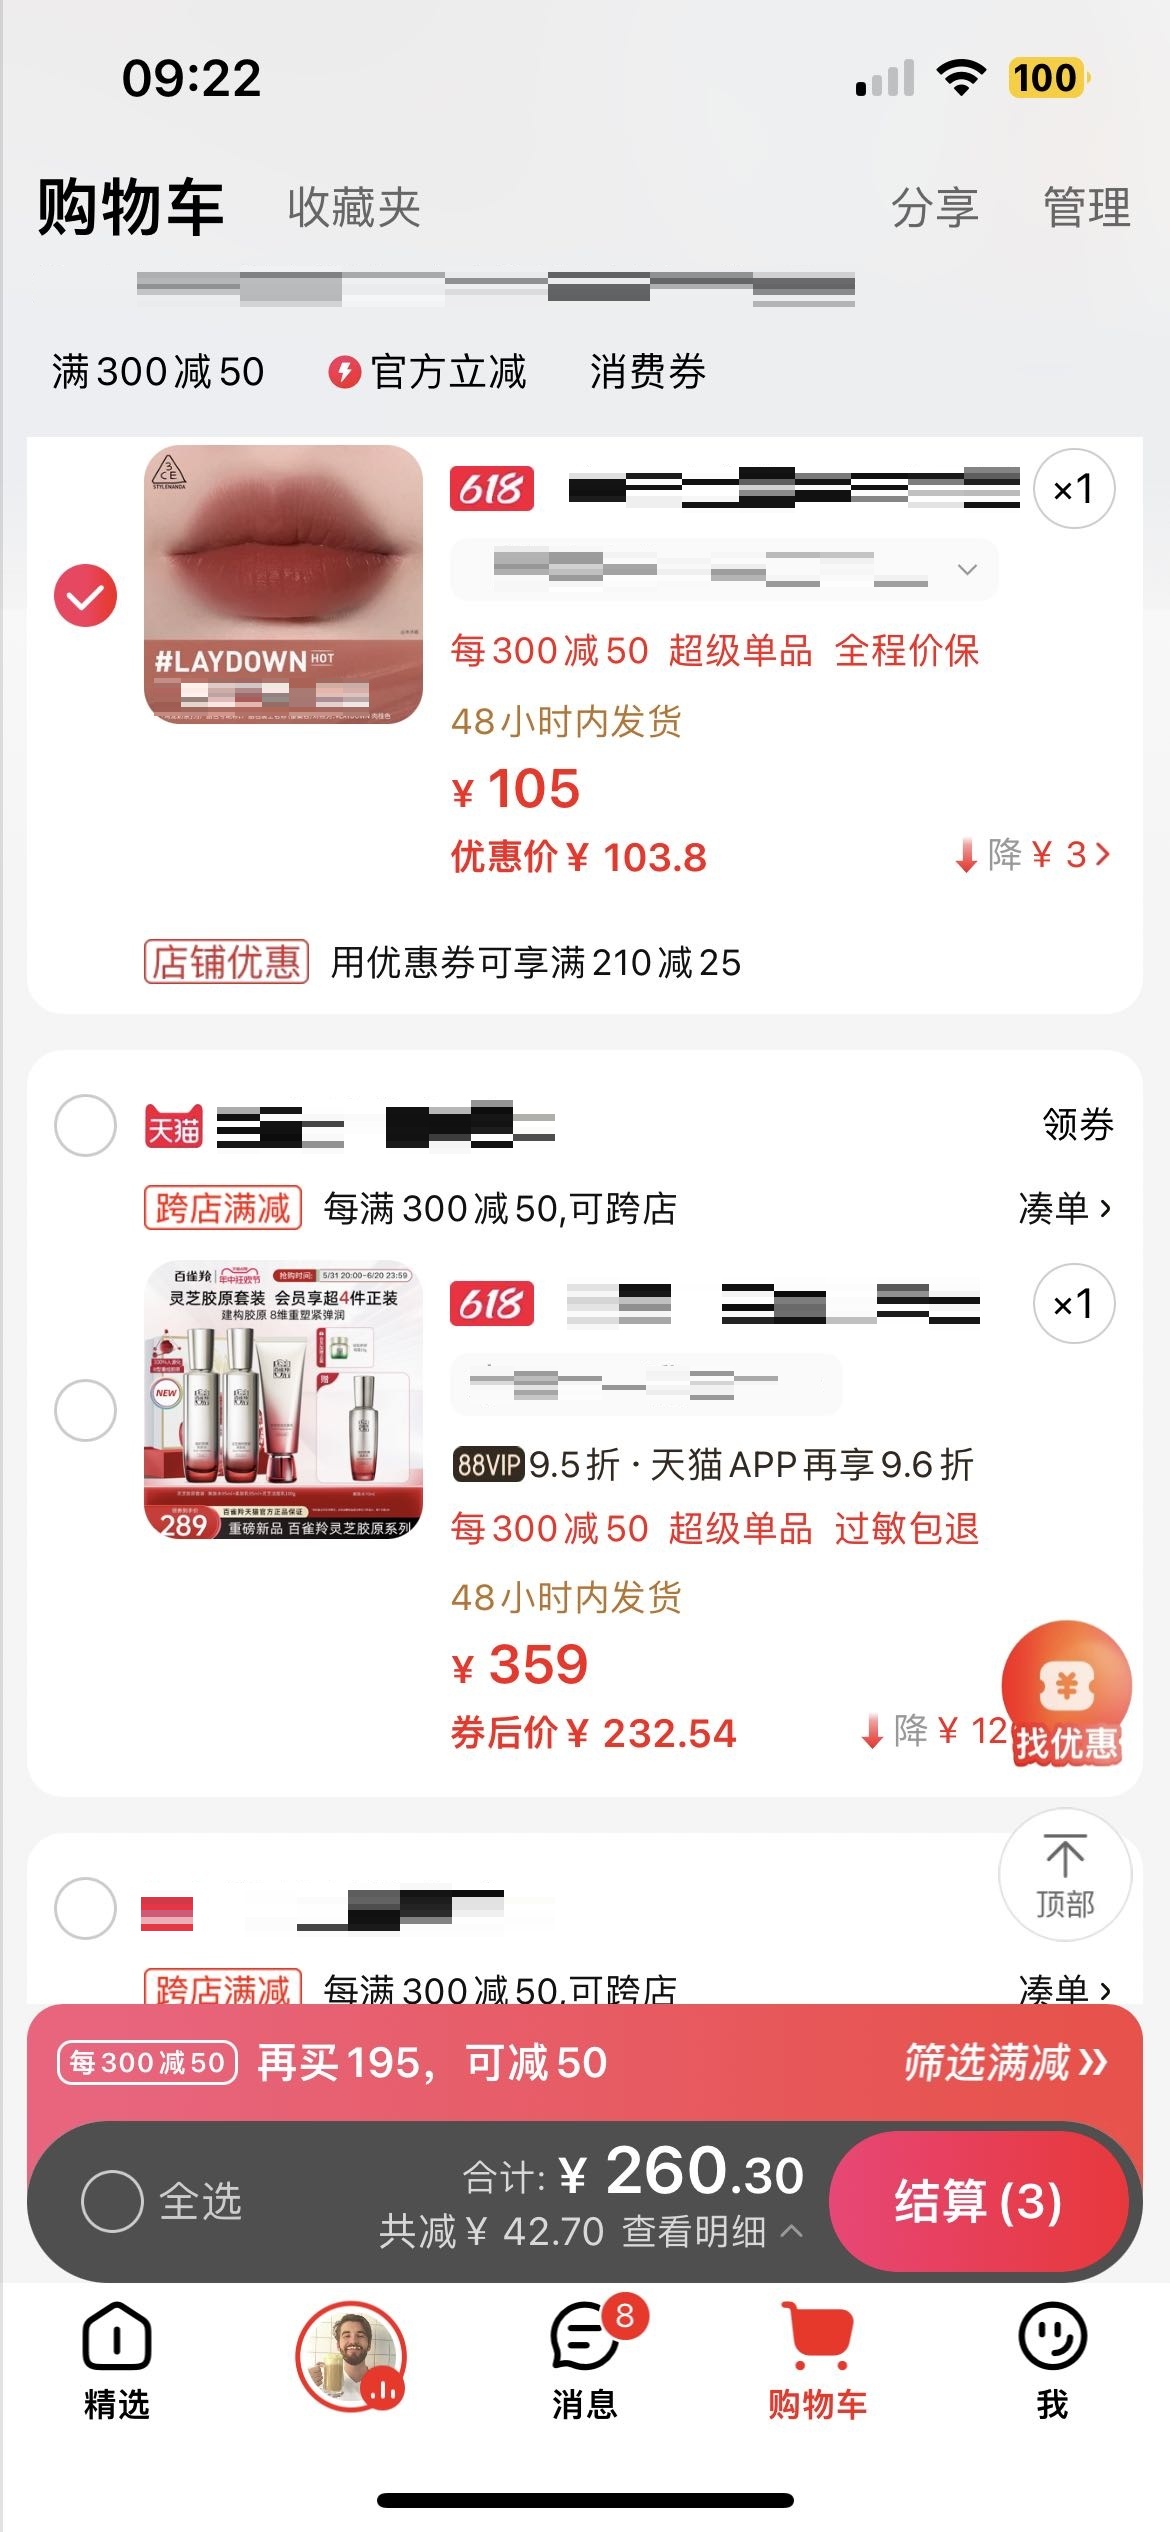 09:22
100
购物车 收藏夹 分享 管理
满300减50 官方立减 消费券
3CE
STYLENANDA
#LAYDOWN HOT
618 ×1
每300减50 超级单品 全程价保
48小时内发货
¥ 105
优惠价¥ 103.8 降¥ 3
店铺优惠 用优惠券可享满210减25
天猫 领券
跨店满减 每满300减50,可跨店 凑单
百雀羚 年中狂欢节 抢购时间: 5/31 20:00-6/20 23:59
灵芝胶原套装 会员享超4件正装
建构胶原 8维重塑紧弹润
NEW
赠
百雀羚天猫官方正品保证
289 重磅新品 百雀羚灵芝胶原系列
618 ×1
88VIP 9.5折 · 天猫APP再享9.6折
每300减50 超级单品 过敏包退
48小时内发货
¥ 359
券后价¥ 232.54 降¥ 12
找优惠
顶部
跨店满减 每满300减50,可跨店 凑单
每300减50 再买195，可减50 筛选满减
全选 合计: ¥ 260.30 结算(3)
共减¥ 42.70 查看明细
8
精选 消息 购物车 我